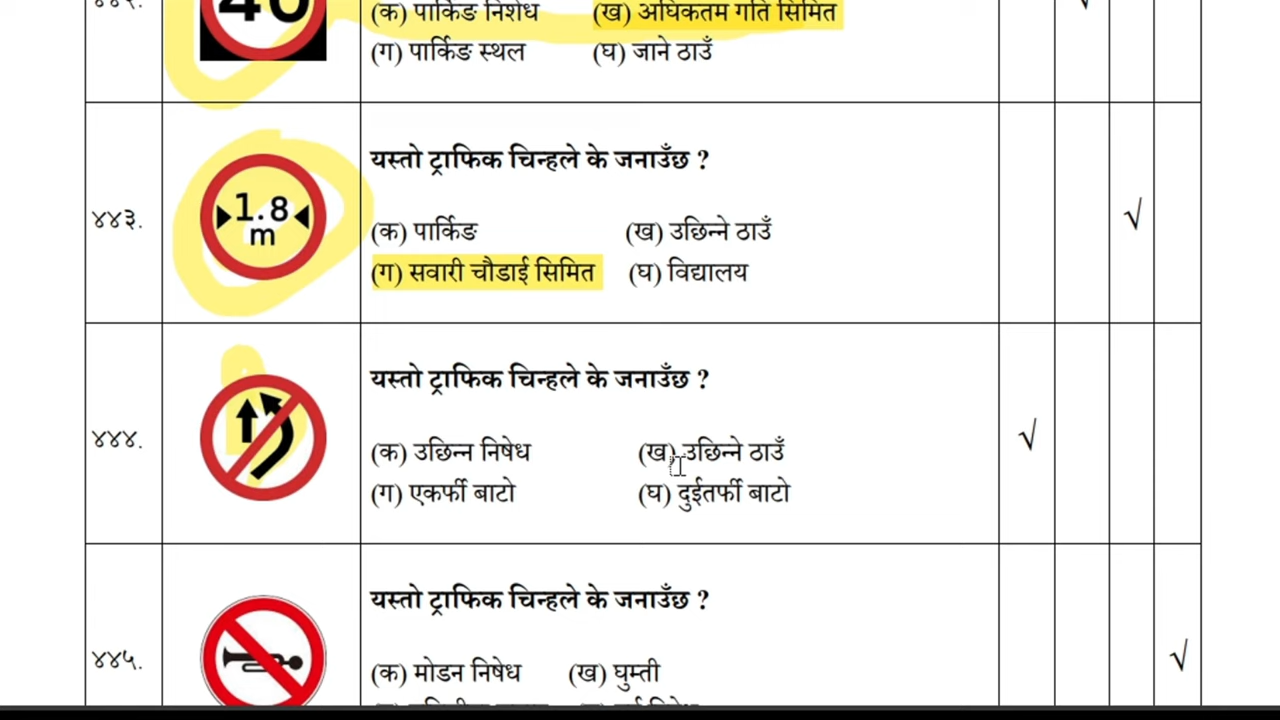 ४४२.
40
(क) पार्किङ निशेध (ख) अधिकतम गति सिमित
(ग) पार्किङ स्थल (घ) जाने ठाउँ
४४३.
1.8
m
यस्तो ट्राफिक चिन्हले के जनाउँछ ?
(क) पार्किङ (ख) उछिन्ने ठाउँ
(ग) सवारी चौडाई सिमित (घ) विद्यालय
√
४४४.
यस्तो ट्राफिक चिन्हले के जनाउँछ ?
(क) उछिन्न निषेध (ख) उछिन्ने ठाउँ
(ग) एकर्फी बाटो (घ) दुईतर्फी बाटो
√
४४५.
यस्तो ट्राफिक चिन्हले के जनाउँछ ?
(क) मोडन निषेध (ख) घुम्ती
√